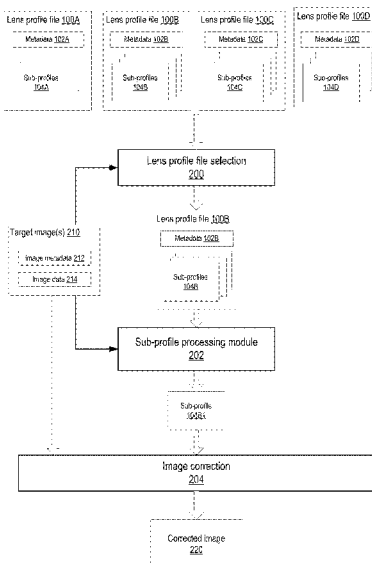 Lens profile file 100A
Lens profile file 100B
Lens profile file 100C
Lens profile file 100D
Metadata 102A
Metadata 102B
Metadata 102C
Metadata 102D
Sub-profiles
104A
Sub-profiles
104B
Sub-profiles
104C
Sub-profiles
104D
Lens profile file selection
200
Lens profile file 100B
Metadata 102B
Sub-profiles
104B
Target image(s) 210
Image metadata 212
Image data 214
Sub-profile processing module
202
Sub-profile
Image correction
204
Corrected image
220